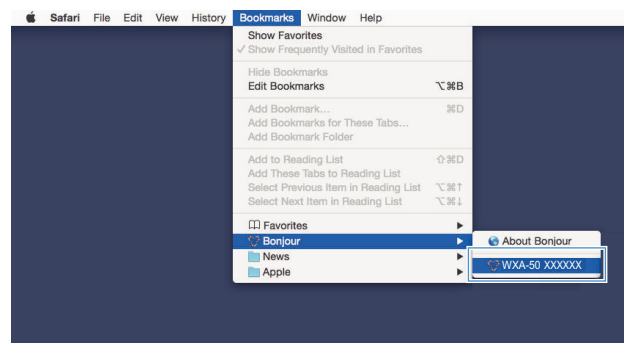 Safari File Edit View History Bookmarks Window Help
Show Favorites
✓ Show Frequently Visited in Favorites
Hide Bookmarks
Edit Bookmarks ⌥⌘B
Add Bookmark... ⌘D
Add Bookmarks for These Tabs...
Add Bookmark Folder
Add to Reading List ⇧⌘D
Add These Tabs to Reading List
Select Previous Item in Reading List ⌥⌘↑
Select Next Item in Reading List ⌥⌘↓
Favorites ▶
Bonjour ▶
About Bonjour
News ▶
WXA-50 XXXXXX
Apple ▶